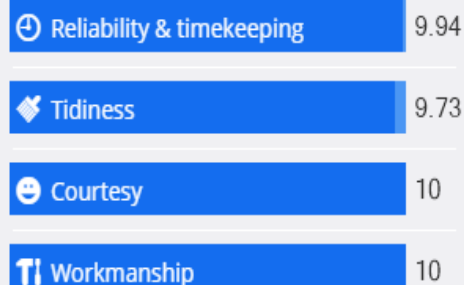 Reliability & timekeeping 9.94
Tidiness 9.73
Courtesy 10
Workmanship 10